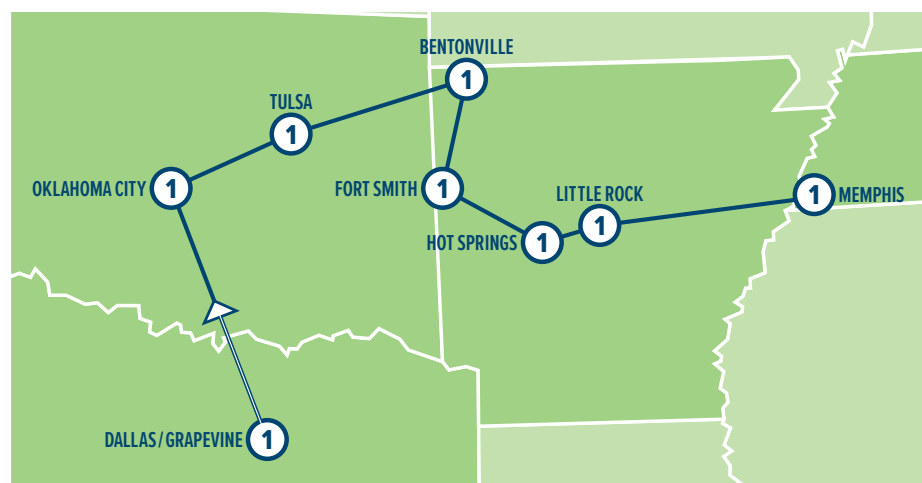 BENTONVILLE
1
TULSA
1
OKLAHOMA CITY 1
FORT SMITH 1
LITTLE ROCK
1
1 MEMPHIS
HOT SPRINGS 1
DALLAS / GRAPEVINE 1